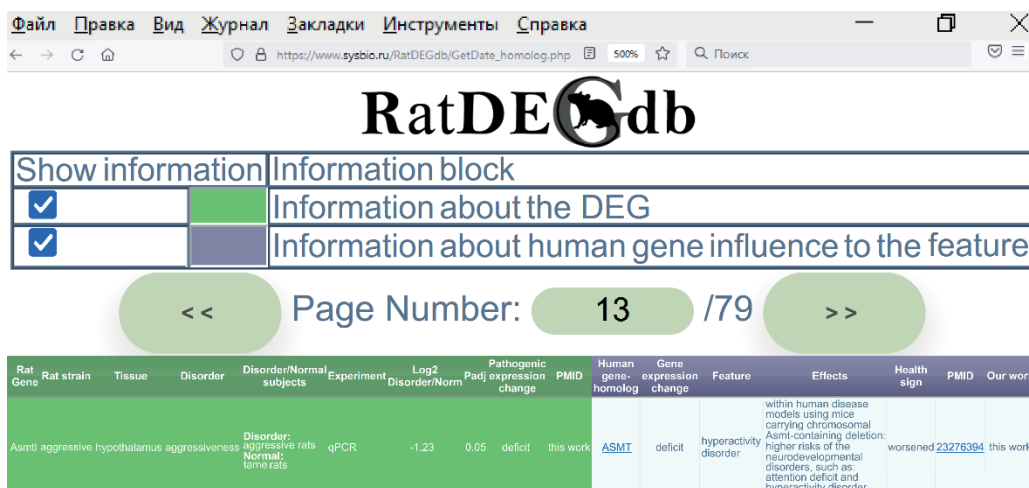 Файл Правка Вид Журнал Закладки Инструменты Справка
https://www.sysbio.ru/RatDEGdb/GetDate_homolog.php 500% Поиск
RatDEGdb
Show information Information block
Information about the DEG
Information about human gene influence to the feature
<< Page Number: 13 /79 >>
Rat Gene Rat strain Tissue Disorder Disorder/Normal subjects Experiment Log2 Disorder/Norm Padj Pathogenic expression change PMID Human gene-homolog Gene expression change Feature Effects Health sign PMID Our wor
Asmtl aggressive hypothalamus aggressiveness Disorder: aggressive rats Normal: tame rats qPCR -1,23 0.05 deficit this work ASMT deficit hyperactivity disorder
within human disease
models using mice
carrying chromosomal
Asmt-containing deletion:
higher risks of the
neurodevelopmental
disorders, such as:
attention deficit and
hyperactivity disorder
worsened 23276394 this work